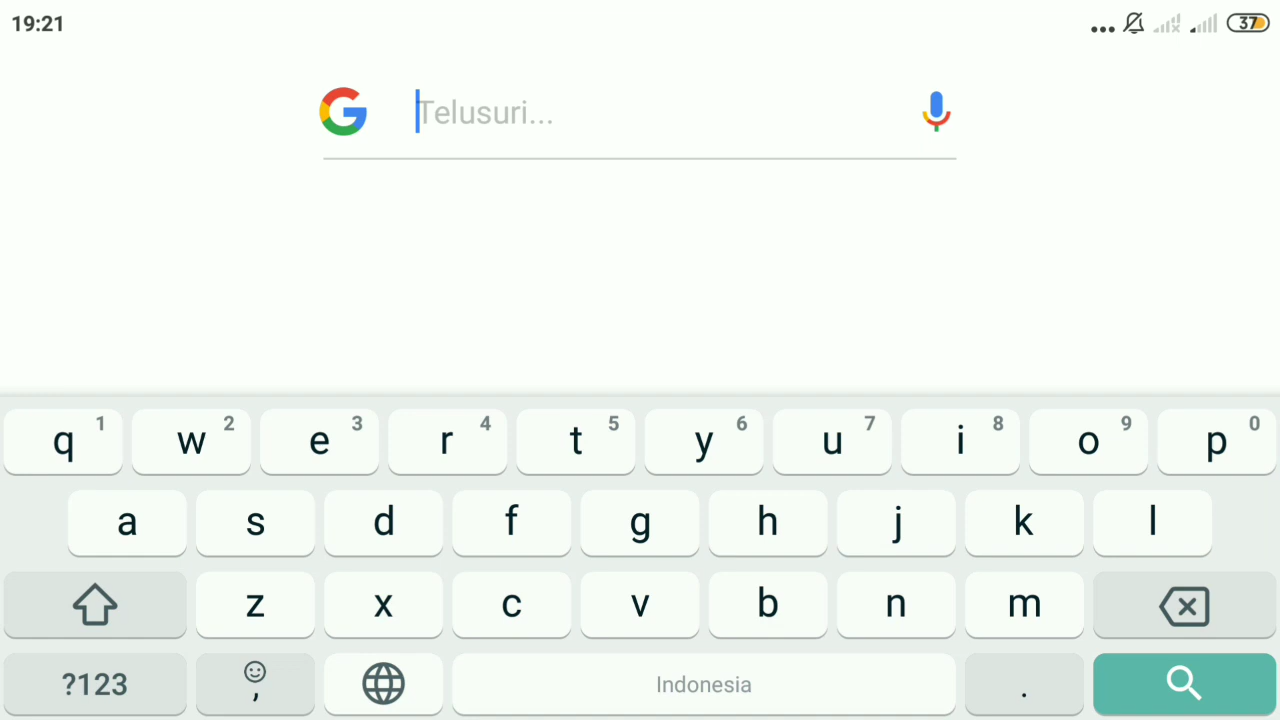 19:21
37
Telusuri...
q 1 w 2 e 3 r 4 t 5 y 6 u 7 i 8 o 9 p 0
a s d f g h j k l
z x c v b n m
?123 , Indonesia .